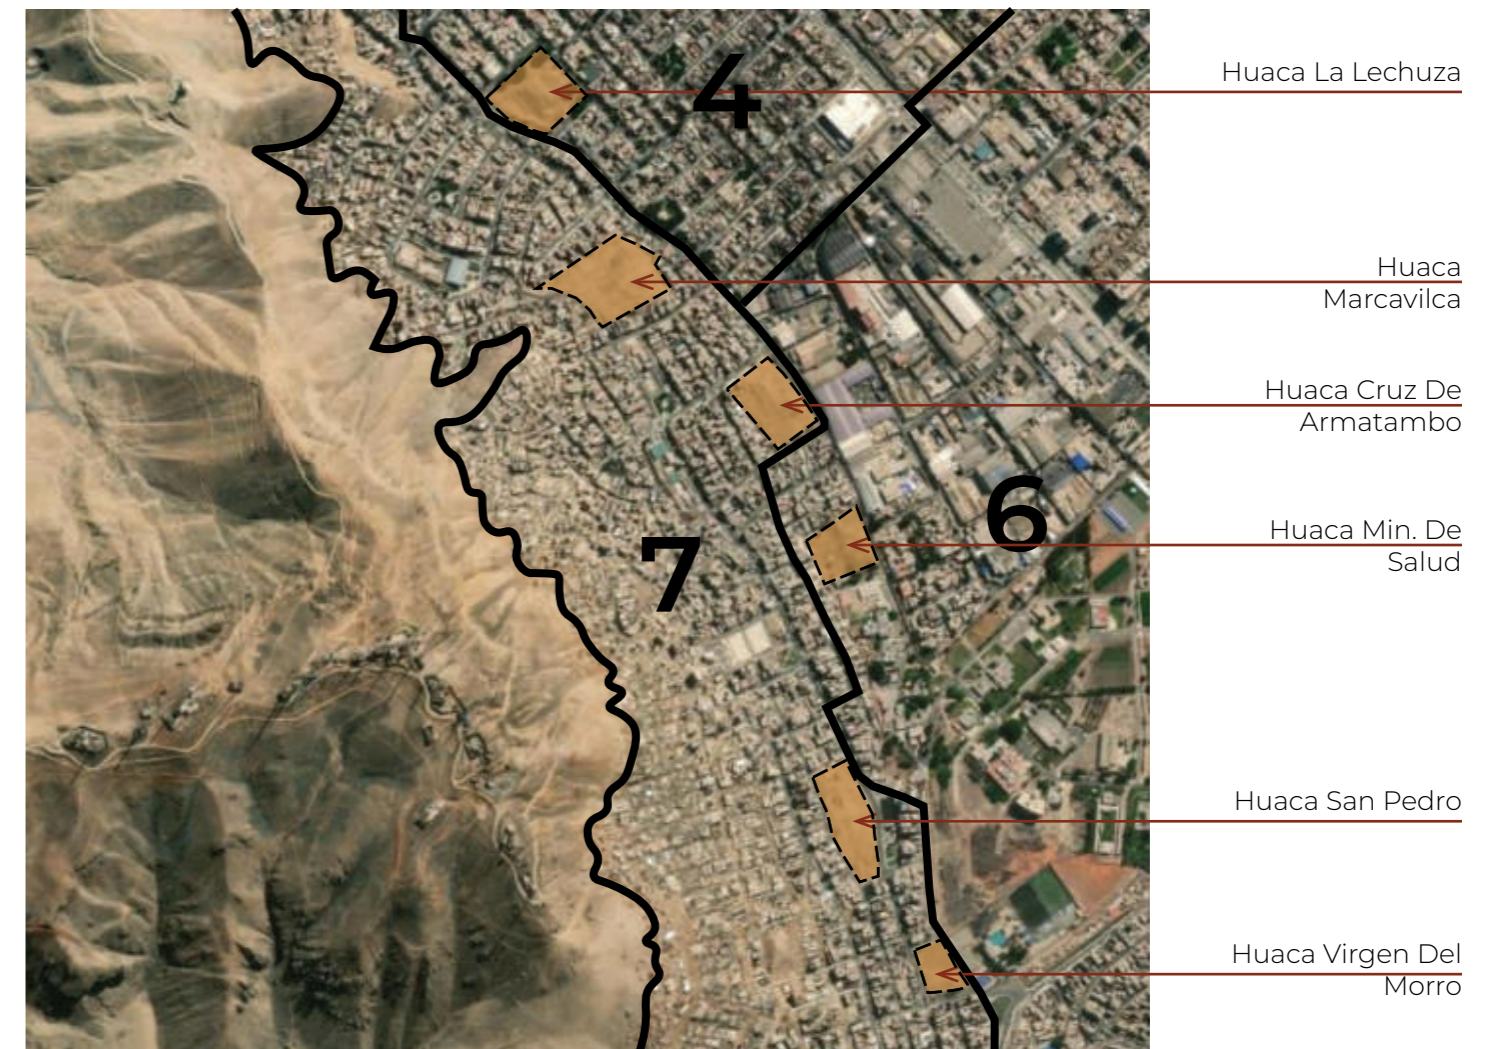 4
Huaca La Lechuza
Huaca
Marcavilca
Huaca Cruz De
Armatambo
6
Huaca Min. De
Salud
7
Huaca San Pedro
Huaca Virgen Del
Morro